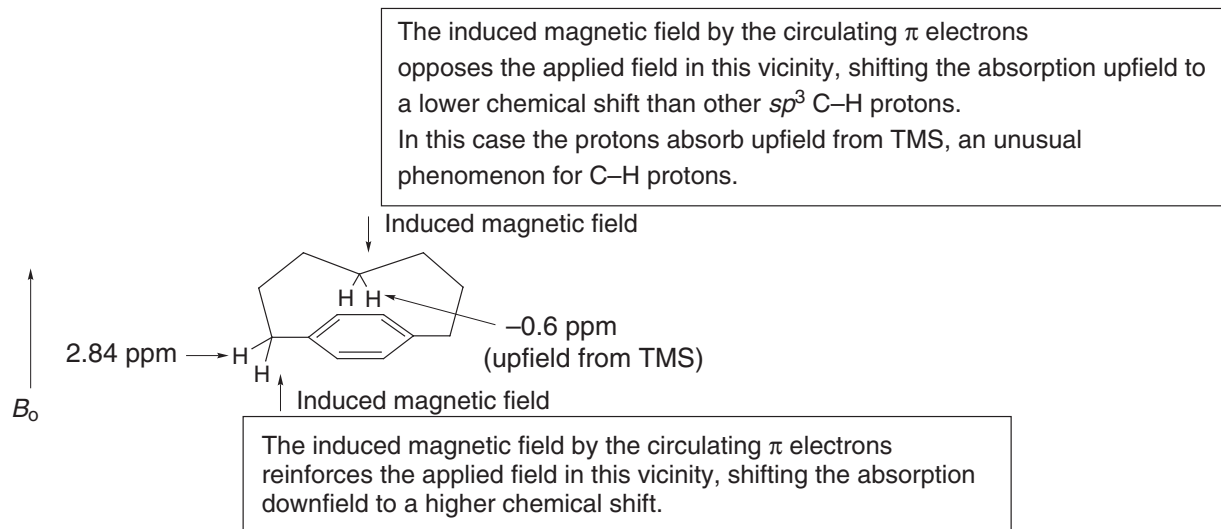 The induced magnetic field by the circulating π electrons
opposes the applied field in this vicinity, shifting the absorption upfield to
a lower chemical shift than other sp³ C–H protons.
In this case the protons absorb upfield from TMS, an unusual
phenomenon for C–H protons.
Induced magnetic field
H H
–0.6 ppm
(upfield from TMS)
2.84 ppm
H
H
Bₒ
Induced magnetic field
The induced magnetic field by the circulating π electrons
reinforces the applied field in this vicinity, shifting the absorption
downfield to a higher chemical shift.